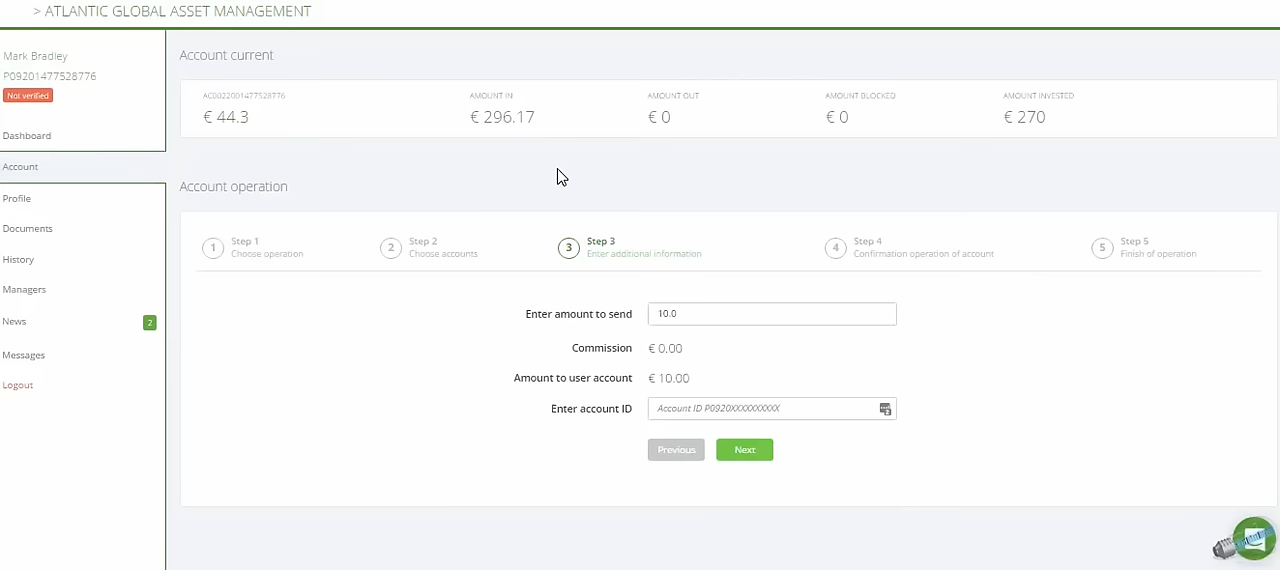 > ATLANTIC GLOBAL ASSET MANAGEMENT
Mark Bradley
P09201477528776
Not verified
Dashboard
Account
Profile
Documents
History
Managers
News 2
Messages
Logout
Account current
AC0022001477528776 AMOUNT IN AMOUNT OUT AMOUNT BLOCKED AMOUNT INVESTED
€ 44.3 € 296.17 € 0 € 0 € 270
Account operation
1 Step 1 2 Step 2 3 Step 3 4 Step 4 5 Step 5
Choose operation Choose accounts Enter additional information Confirmation operation of account Finish of operation
Enter amount to send 10.0
Commission € 0.00
Amount to user account € 10.00
Enter account ID Account ID P0920XXXXXXXXXX
Previous Next